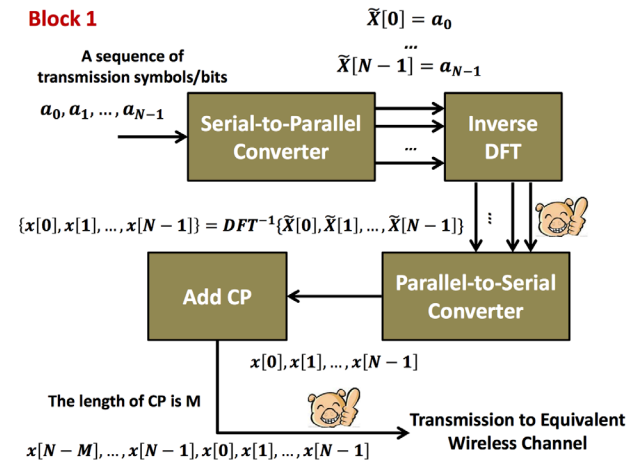 Block 1
X̃[0] = a₀
...
X̃[N − 1] = a_{N−1}
A sequence of
transmission symbols/bits
a₀, a₁, ..., a_{N−1}
Serial-to-Parallel
Converter
...
Inverse
DFT
{x[0], x[1], ..., x[N − 1]} = DFT⁻¹{X̃[0], X̃[1], ..., X̃[N − 1]}
...
Add CP
Parallel-to-Serial
Converter
x[0], x[1], ..., x[N − 1]
The length of CP is M
Transmission to Equivalent
Wireless Channel
x[N − M], ..., x[N − 1], x[0], x[1], ..., x[N − 1]